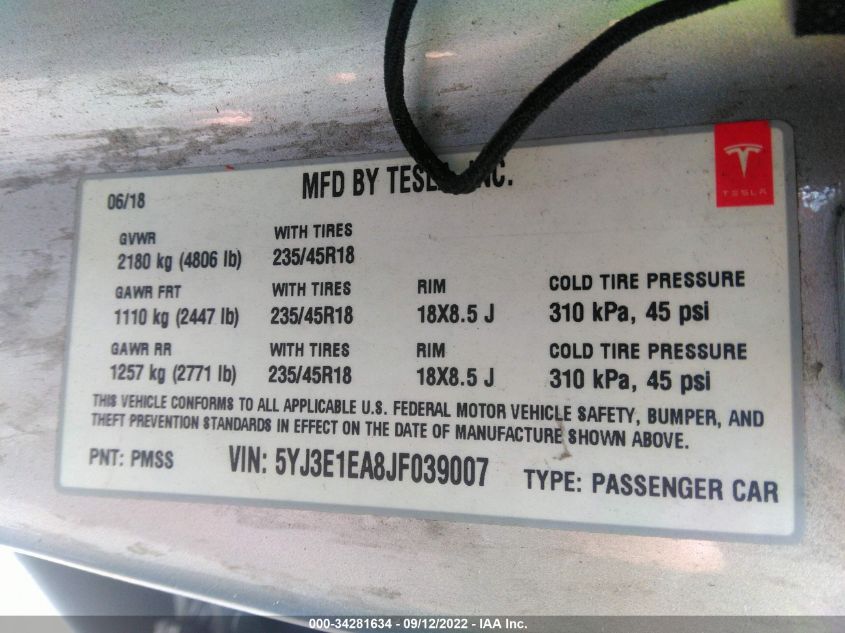 MFD BY TESLA, INC.
TESLA
06/18
GVWR WITH TIRES
2180 kg (4806 lb) 235/45R18
GAWR FRT WITH TIRES RIM COLD TIRE PRESSURE
1110 kg (2447 lb) 235/45R18 18X8.5 J 310 kPa, 45 psi
GAWR RR WITH TIRES RIM COLD TIRE PRESSURE
1257 kg (2771 lb) 235/45R18 18X8.5 J 310 kPa, 45 psi
THIS VEHICLE CONFORMS TO ALL APPLICABLE U.S. FEDERAL MOTOR VEHICLE SAFETY, BUMPER, AND
THEFT PREVENTION STANDARDS IN EFFECT ON THE DATE OF MANUFACTURE SHOWN ABOVE.
PNT: PMSS VIN: 5YJ3E1EA8JF039007 TYPE: PASSENGER CAR
000-34281634 - 09/12/2022 - IAA Inc.